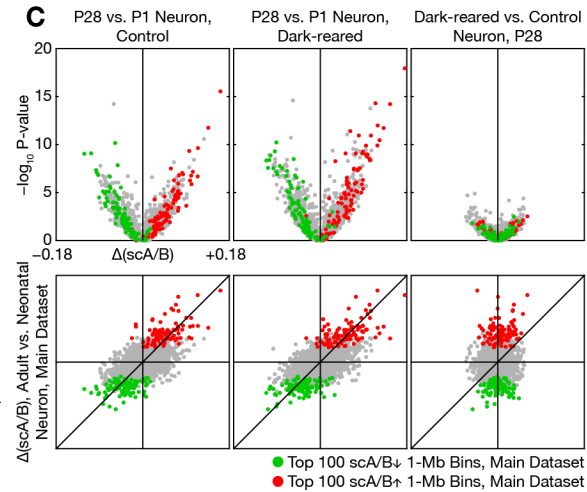 C
P28 vs. P1 Neuron,
Control
P28 vs. P1 Neuron,
Dark-reared
Dark-reared vs. Control
Neuron, P28
20
15
10
5
0
−log10 P-value
−0.18
Δ(scA/B)
+0.18
Δ(scA/B), Adult vs. Neonatal
Neuron, Main Dataset
Top 100 scA/B↓ 1-Mb Bins, Main Dataset
Top 100 scA/B↑ 1-Mb Bins, Main Dataset